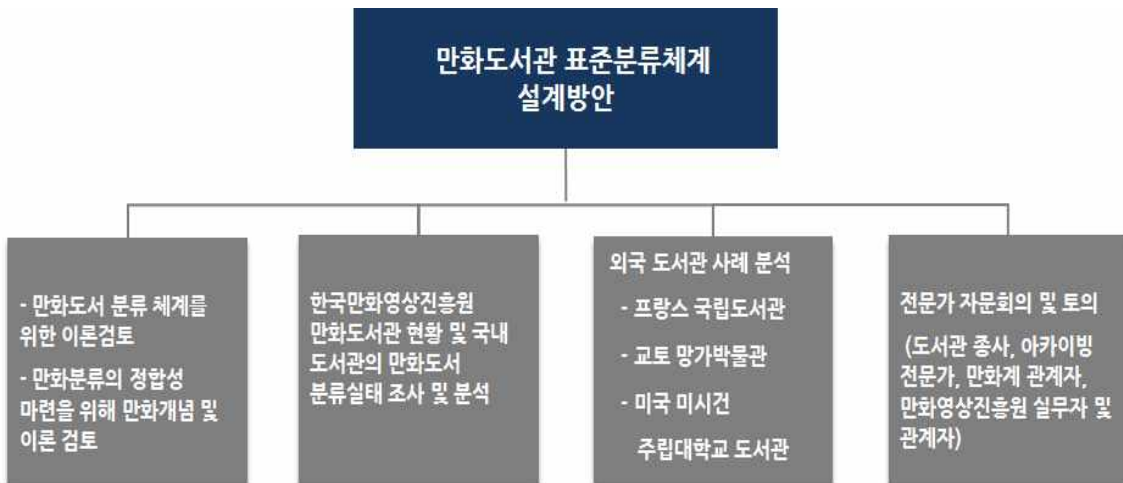 만화도서관 표준분류체계
설계방안
- 만화도서 분류 체계를
위한 이론검토
- 만화분류의 정합성
마련을 위해 만화개념 및
이론 검토
한국만화영상진흥원
만화도서관 현황 및 국내
도서관의 만화도서
분류실태 조사 및 분석
외국 도서관 사례 분석
- 프랑스 국립도서관
- 교토 망가박물관
- 미국 미시건
주립대학교 도서관
전문가 자문회의 및 토의
(도서관 종사, 아카이빙
전문가, 만화계 관계자,
만화영상진흥원 실무자 및
관계자)